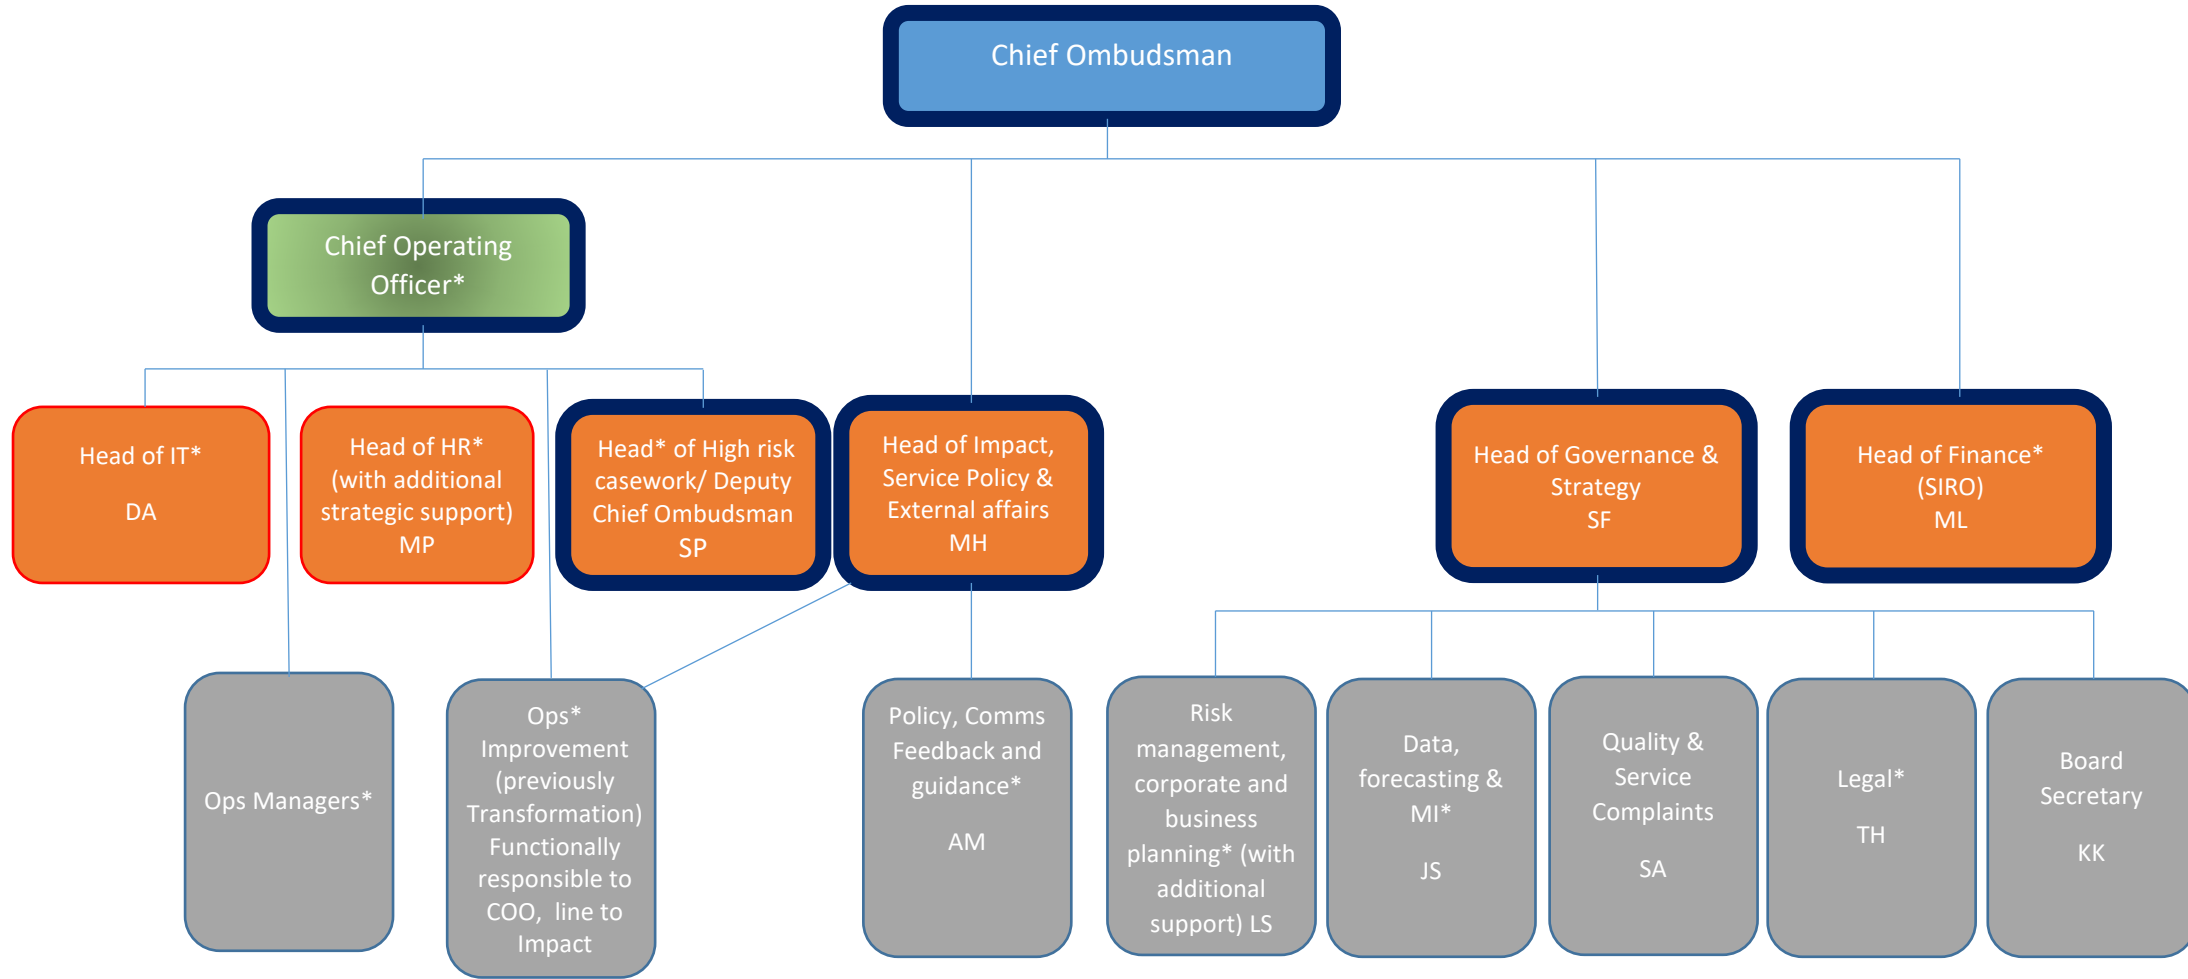 Chief Ombudsman
Chief Operating
Officer*
Head of IT*
DA
Head of HR*
(with additional
strategic support)
MP
Head* of High risk
casework/ Deputy
Chief Ombudsman
SP
Head of Impact,
Service Policy &
External affairs
MH
Head of Governance &
Strategy
SF
Head of Finance*
(SIRO)
ML
Ops Managers*
Ops*
Improvement
(previously
Transformation)
Functionally
responsible to
COO, line to
Impact
Policy, Comms
Feedback and
guidance*
AM
Risk
management,
corporate and
business
planning* (with
additional
support) LS
Data,
forecasting &
MI*
JS
Quality &
Service
Complaints
SA
Legal*
TH
Board
Secretary
KK